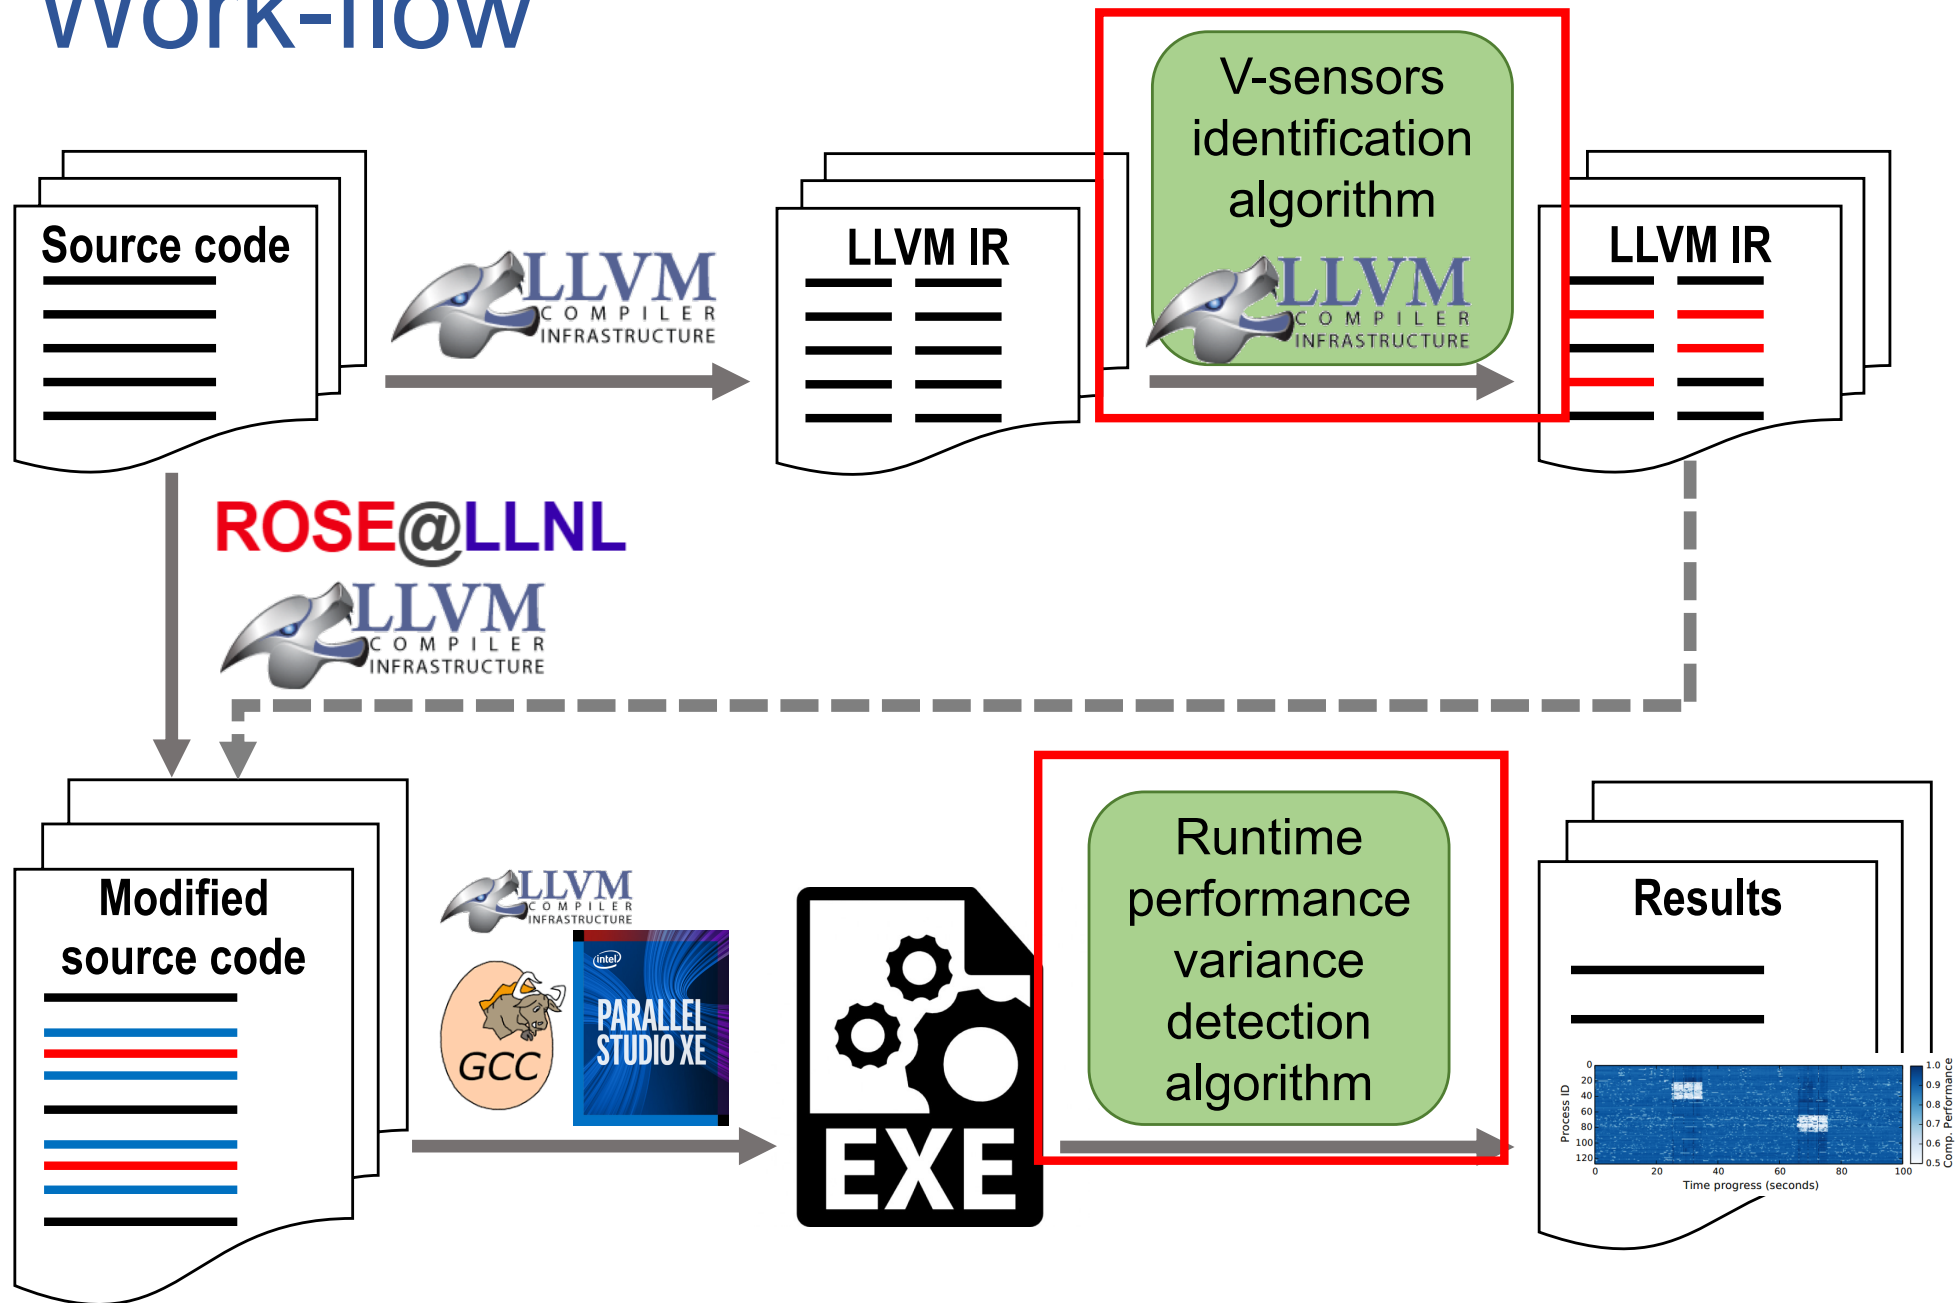 Work-flow
V-sensors
identification
algorithm
Source code
LLVM
COMPILER
INFRASTRUCTURE
LLVM IR
LLVM
COMPILER
INFRASTRUCTURE
LLVM IR
ROSE@LLNL
LLVM
COMPILER
INFRASTRUCTURE
Modified
source code
LLVM
COMPILER
INFRASTRUCTURE
GCC
intel
PARALLEL
STUDIO XE
EXE
Runtime
performance
variance
detection
algorithm
Results
Process ID
0
20
40
60
80
100
120
0 20 40 60 80 100
Time progress (seconds)
1.0
0.9
0.8
0.7
0.6
0.5
Comp. Performance